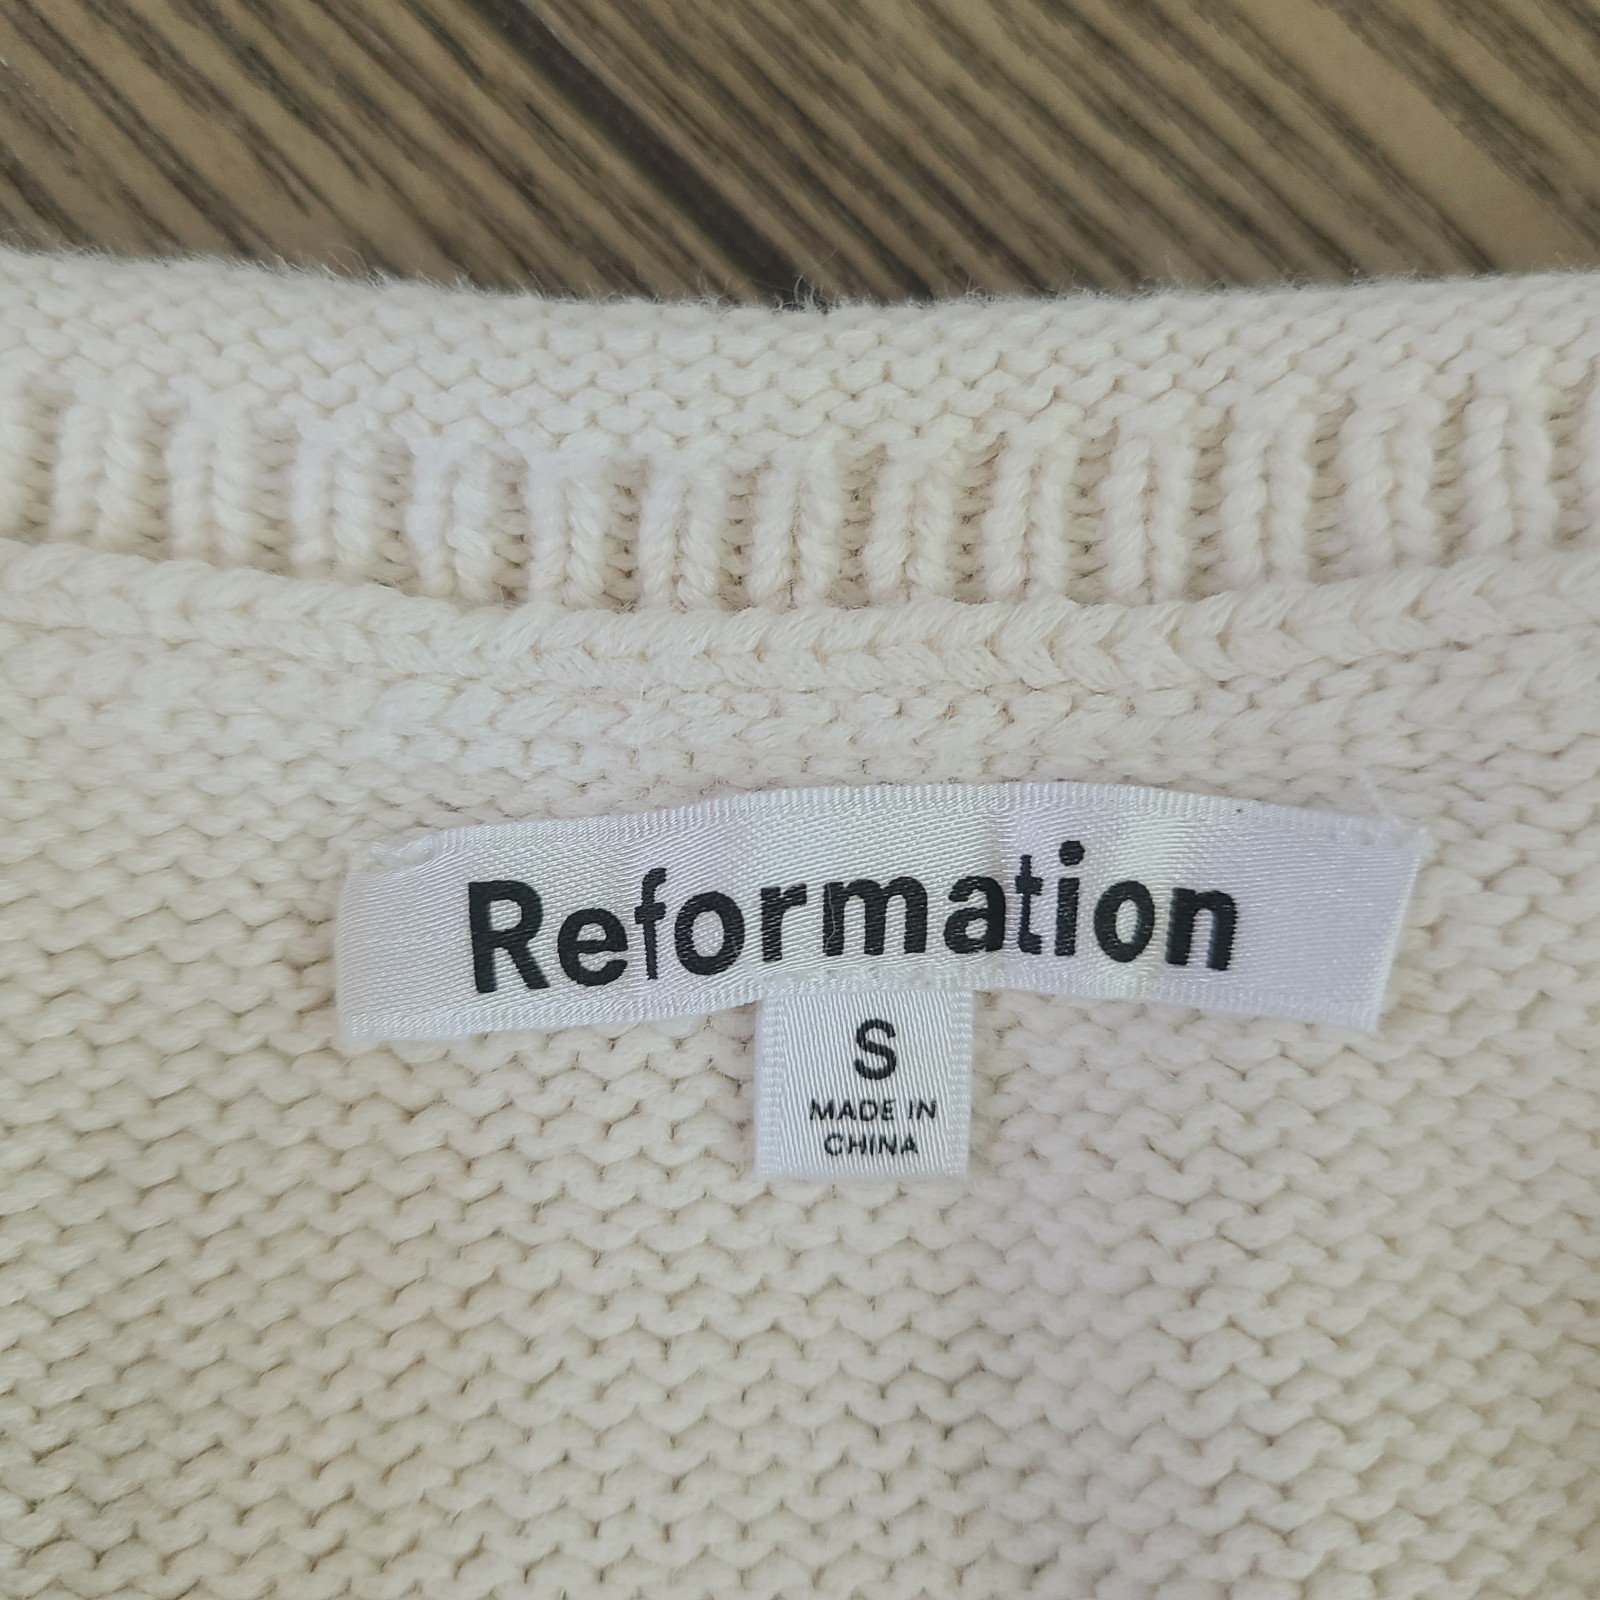 Reformation
S
MADE IN
CHINA